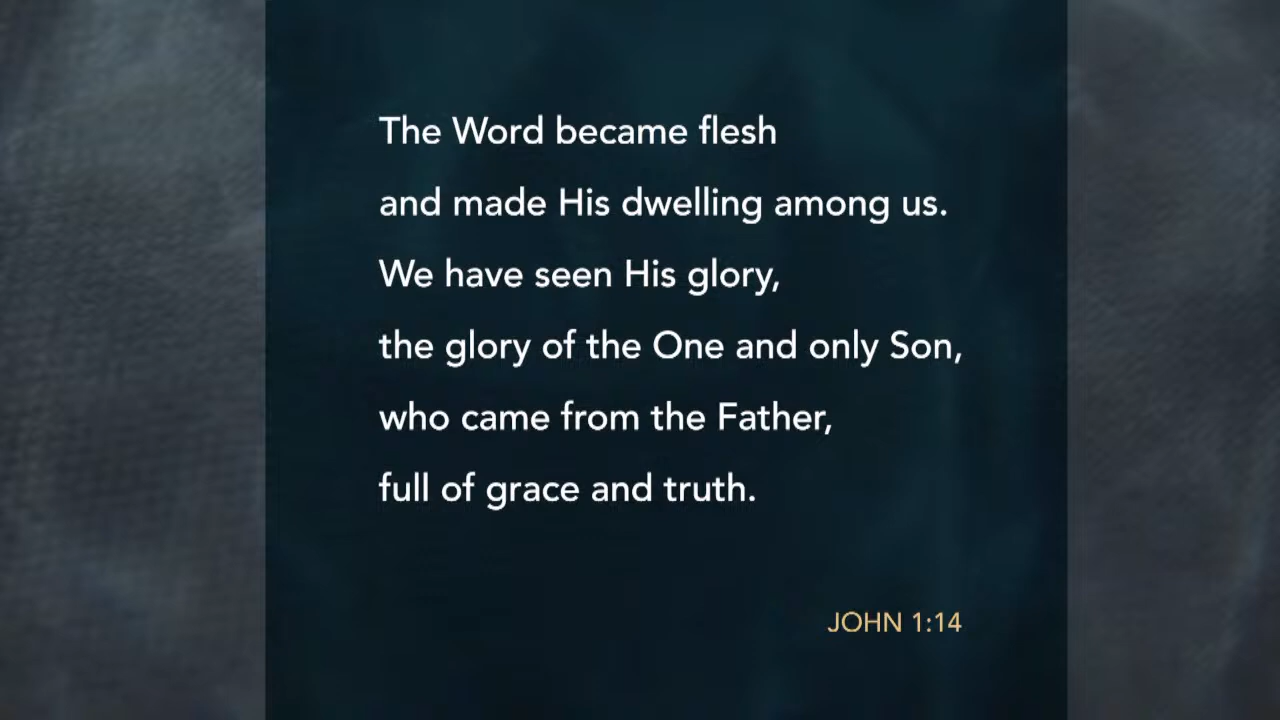 The Word became flesh
and made His dwelling among us.
We have seen His glory,
the glory of the One and only Son,
who came from the Father,
full of grace and truth.
JOHN 1:14